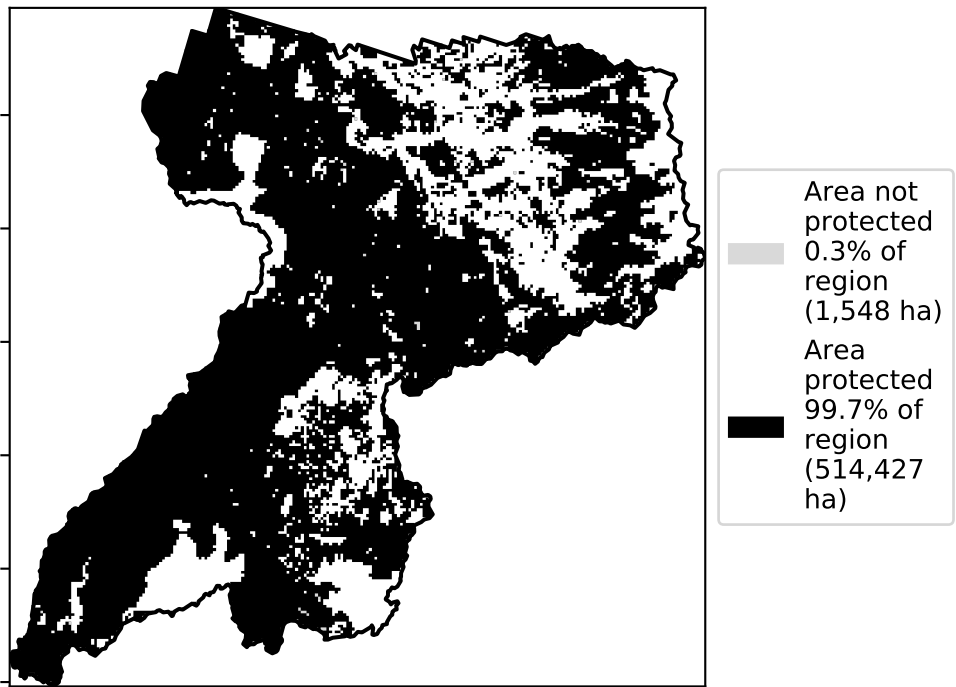 Area not
protected
0.3% of
region
(1,548 ha)
Area
protected
99.7% of
region
(514,427
ha)